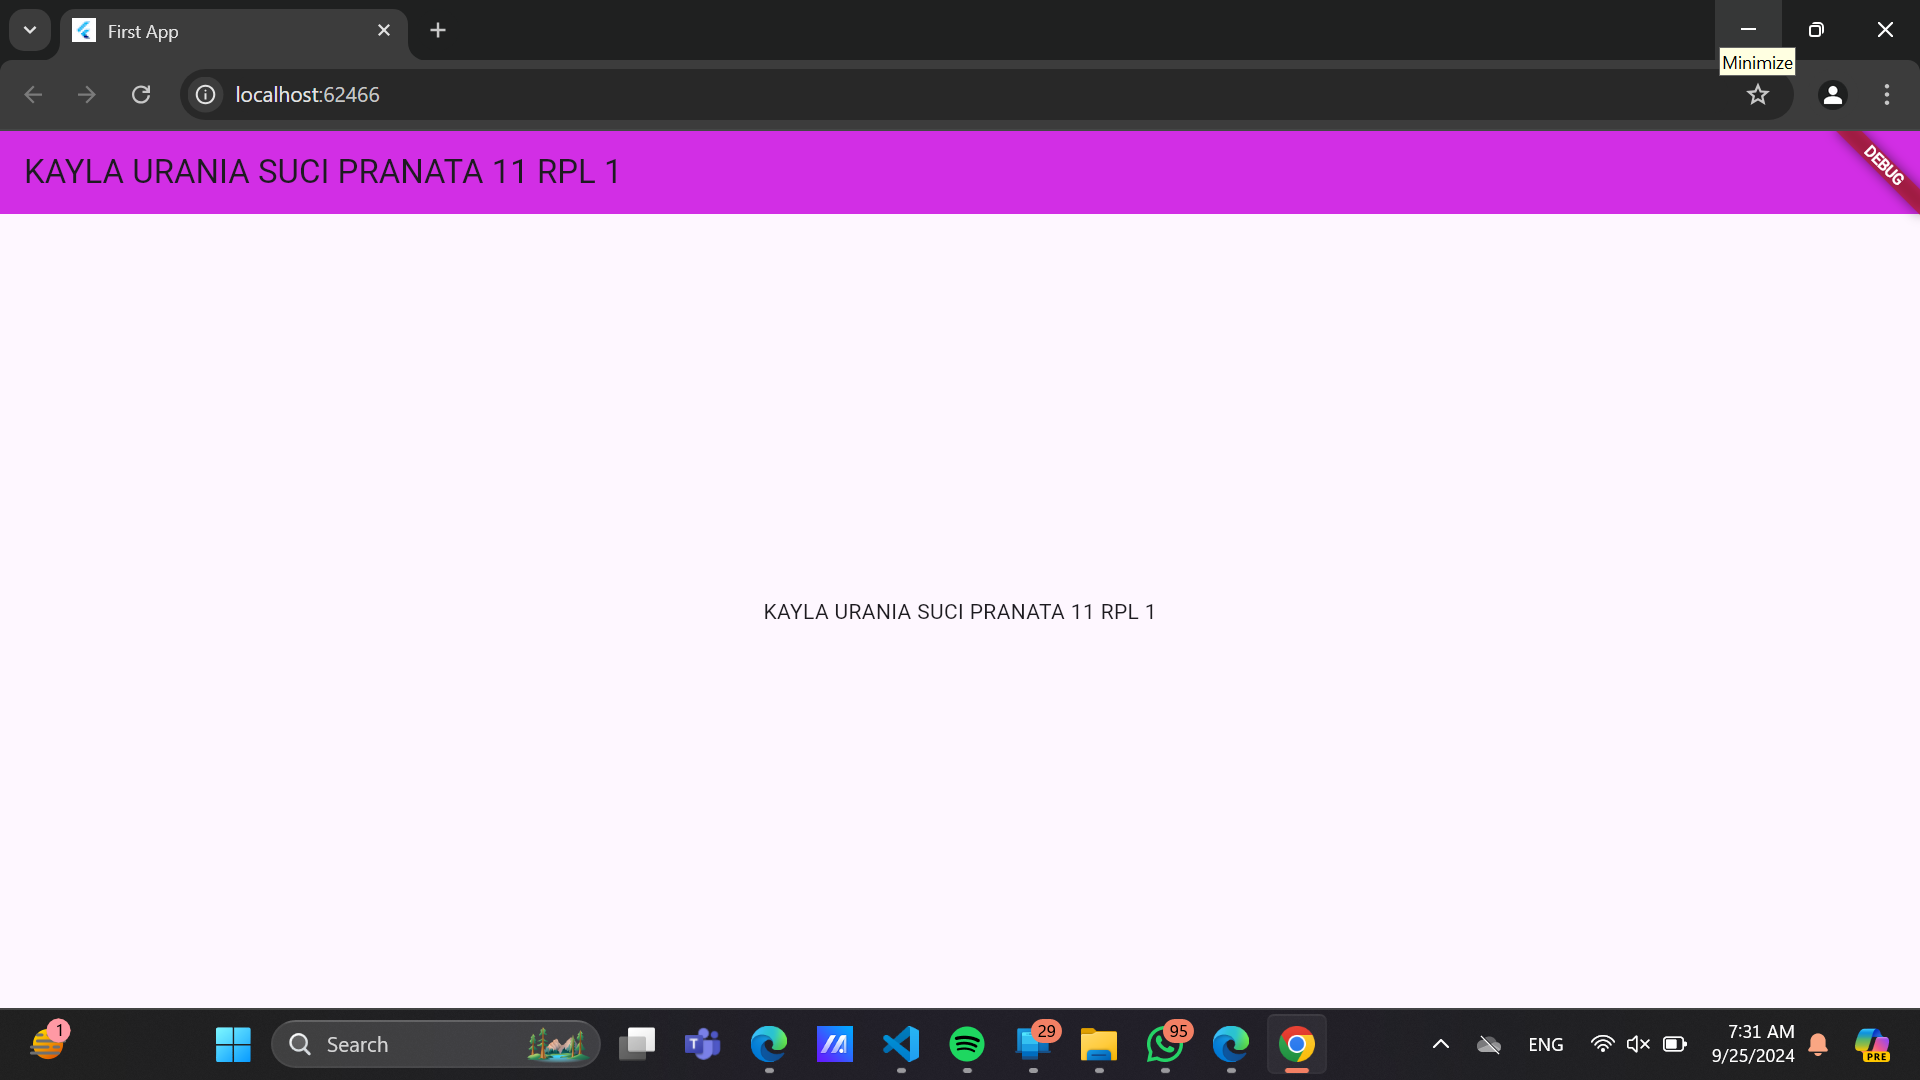 First App
Minimize
localhost:62466
KAYLA URANIA SUCI PRANATA 11 RPL 1
DEBUG
KAYLA URANIA SUCI PRANATA 11 RPL 1
1
Search
T
29
95
ENG
7:31 AM
9/25/2024
PRE